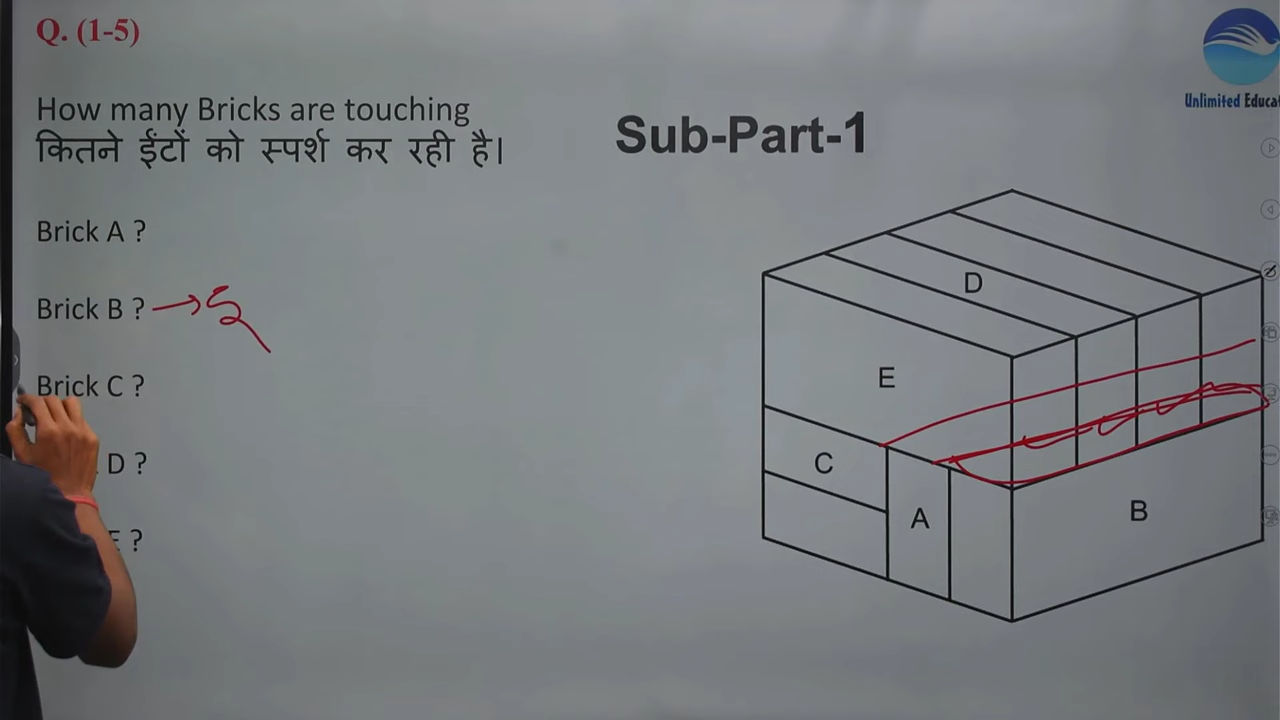 Q. (1-5)
Unlimited Educa
How many Bricks are touching
कितने ईंटों को स्पर्श कर रही है।
Sub-Part-1
Brick A ?
Brick B ? → 5
Brick C ?
D ?
E ?
D
E
C
A
B